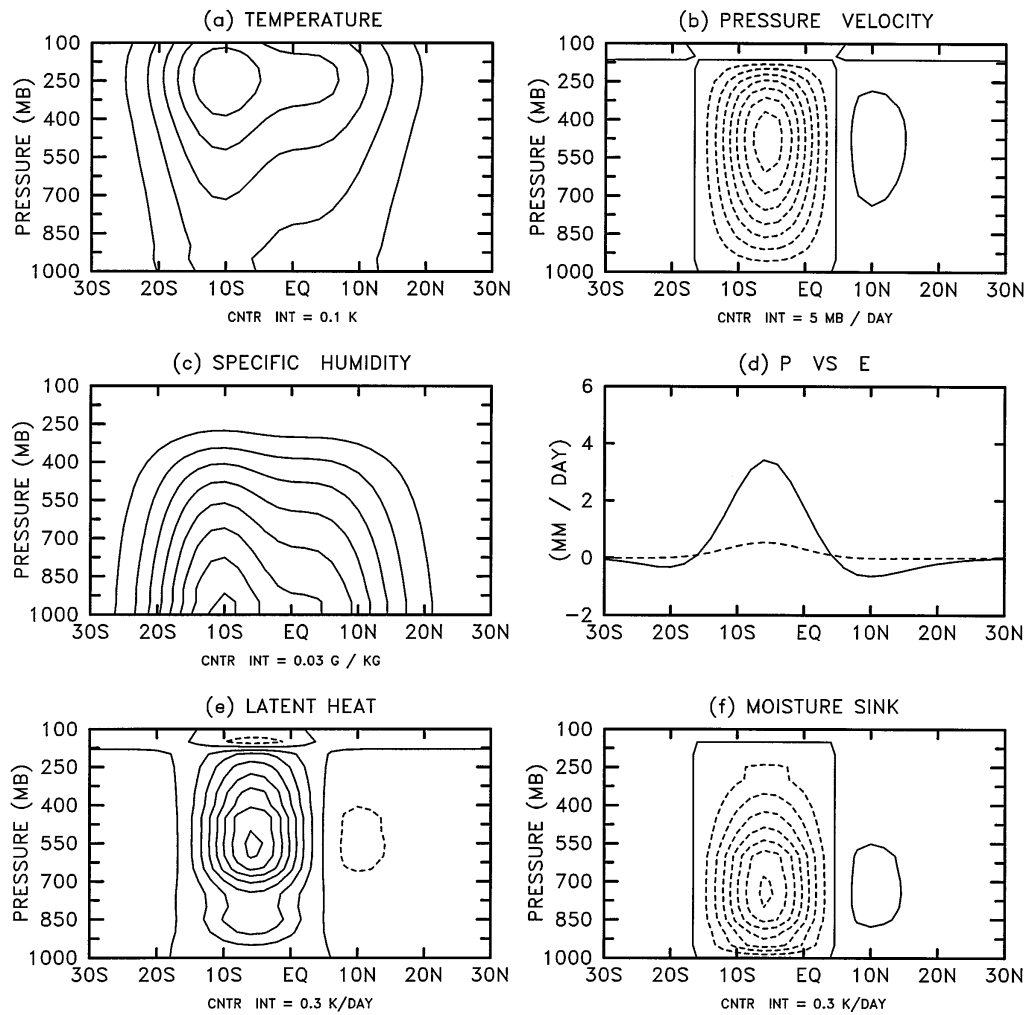 (a) TEMPERATURE
PRESSURE (MB)
100
250
400
550
700
850
1000
30S 20S 10S EQ 10N 20N 30N
CNTR INT = 0.1 K
(b) PRESSURE VELOCITY
PRESSURE (MB)
100
250
400
550
700
850
1000
30S 20S 10S EQ 10N 20N 30N
CNTR INT = 5 MB / DAY
(c) SPECIFIC HUMIDITY
PRESSURE (MB)
100
250
400
550
700
850
1000
30S 20S 10S EQ 10N 20N 30N
CNTR INT = 0.03 G / KG
(d) P VS E
(MM / DAY)
6
4
2
0
−2
30S 20S 10S EQ 10N 20N 30N
(e) LATENT HEAT
PRESSURE (MB)
100
250
400
550
700
850
1000
30S 20S 10S EQ 10N 20N 30N
CNTR INT = 0.3 K/DAY
(f) MOISTURE SINK
PRESSURE (MB)
100
250
400
550
700
850
1000
30S 20S 10S EQ 10N 20N 30N
CNTR INT = 0.3 K/DAY